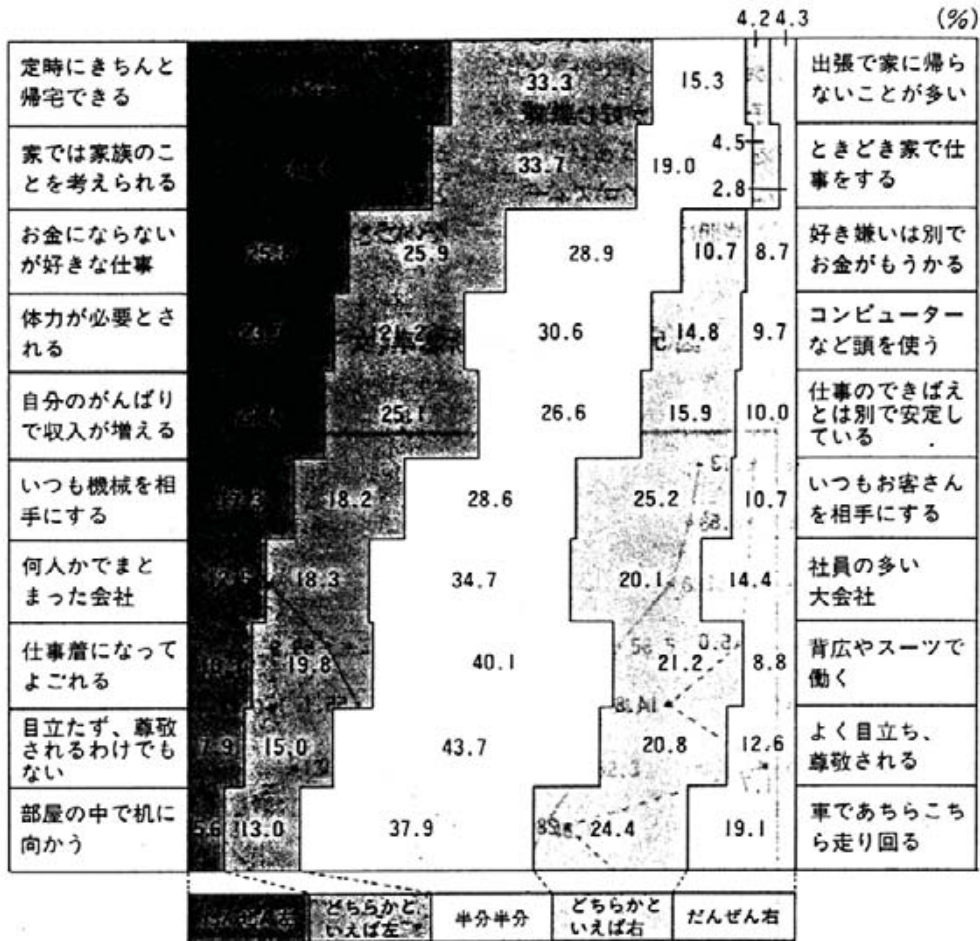 4.2 4.3 (%)
定時にきちんと
帰宅できる
33.3
15.3
出張で家に帰ら
ないことが多い
家では家族のこ
とを考えられる
33.7
19.0
4.5
2.8
ときどき家で仕
事をする
お金にならない
が好きな仕事
25.9
28.9
10.7
8.7
好き嫌いは別で
お金がもうかる
体力が必要とさ
れる
21.2
30.6
14.8
9.7
コンピューター
など頭を使う
自分のがんばり
で収入が増える
25.1
26.6
15.9
10.0
仕事のできばえ
とは別で安定し
ている
いつも機械を相
手にする
18.2
28.6
25.2
10.7
いつもお客さん
を相手にする
何人かでまと
まった会社
18.3
34.7
20.1
14.4
社員の多い
大会社
仕事着になって
よごれる
19.8
40.1
21.2
8.8
背広やスーツで
働く
目立たず、尊敬
されるわけでも
ない
7.9
15.0
43.7
20.8
12.6
よく目立ち、
尊敬される
部屋の中で机に
向かう
5.6
13.0
37.9
24.4
19.1
車であちらこち
ら走り回る
だんぜん左
どちらかと
いえば左
半分半分
どちらかと
いえば右
だんぜん右